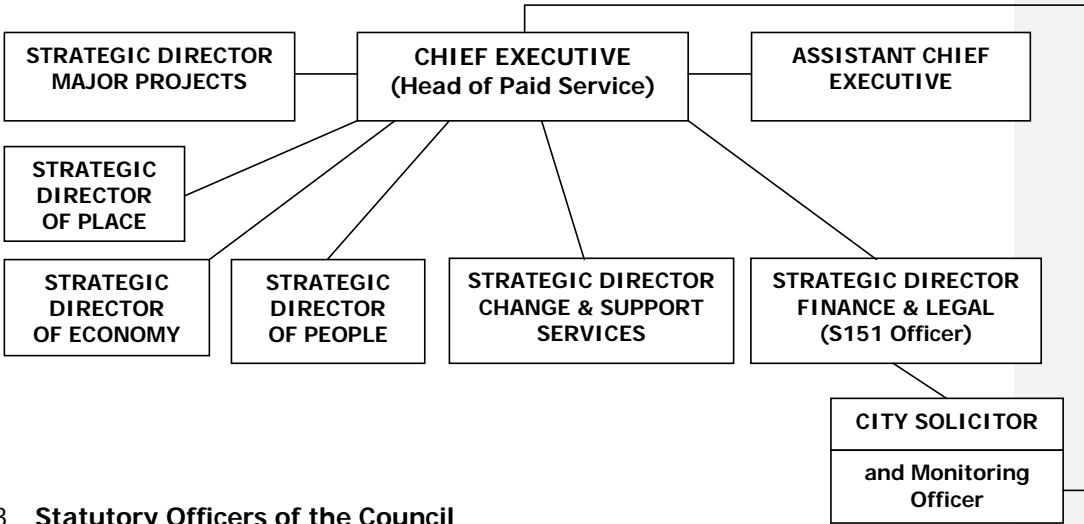 STRATEGIC DIRECTOR
MAJOR PROJECTS
CHIEF EXECUTIVE
(Head of Paid Service)
ASSISTANT CHIEF
EXECUTIVE
STRATEGIC
DIRECTOR
OF PLACE
STRATEGIC
DIRECTOR
OF ECONOMY
STRATEGIC
DIRECTOR
OF PEOPLE
STRATEGIC DIRECTOR
CHANGE & SUPPORT
SERVICES
STRATEGIC DIRECTOR
FINANCE & LEGAL
(S151 Officer)
CITY SOLICITOR
and Monitoring
Officer
Statutory Officers of the Council